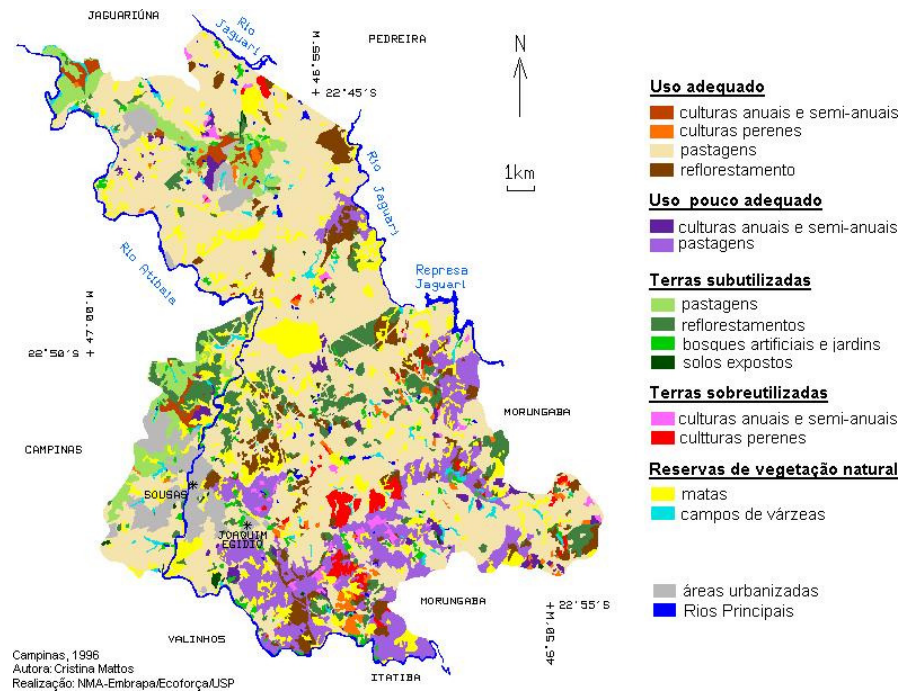 JAGUARIÚNA
Rio
Jaguari
PEDREIRA
46°55'W
22°45'S
N
1km
Rio Jaguari
Rio Atibaia
Represa
Jaguari
47°00'W
22°50'S
MORUNGABA
CAMPINAS
SOUSAS
JOAQUIM
EGIDIO
MORUNGABA
46°50'W
22°55'S
VALINHOS
ITATIBA
Campinas, 1996
Autora: Cristina Mattos
Realização: NMA-Embrapa/Ecoforça/USP
Uso adequado
culturas anuais e semi-anuais
culturas perenes
pastagens
reflorestamento
Uso pouco adequado
culturas anuais e semi-anuais
pastagens
Terras subutilizadas
pastagens
reflorestamentos
bosques artificiais e jardins
solos expostos
Terras sobreutilizadas
culturas anuais e semi-anuais
cultturas perenes
Reservas de vegetação natural
matas
campos de várzeas
áreas urbanizadas
Rios Principais